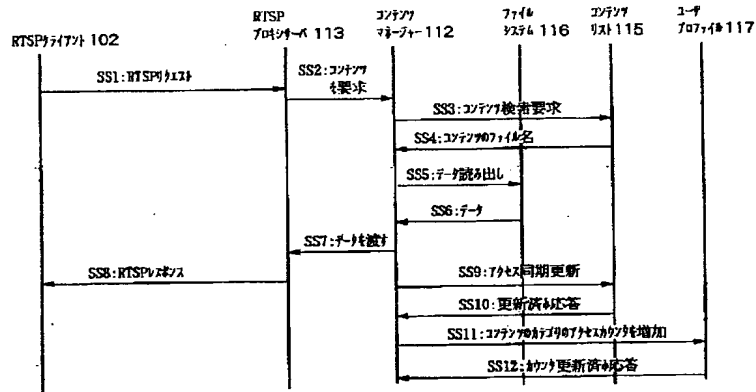 RTSPクライアント 102
RTSP
プロキシサーバ 113
コンテンツ
マネージャー 112
ファイル
システム 116
コンテンツ
リスト 115
ユーザ
プロファイル 117
SS1:RTSPリクエスト
SS2:コンテンツ
を要求
SS3:コンテンツ検索要求
SS4:コンテンツのファイル名
SS5:データ読み出し
SS6:データ
SS7:データを渡す
SS8:RTSPレスポンス
SS9:アクセス同期更新
SS10:更新済み応答
SS11:コンテンツのカテゴリのアクセスカウンタを増加
SS12:カウンタ更新済み応答